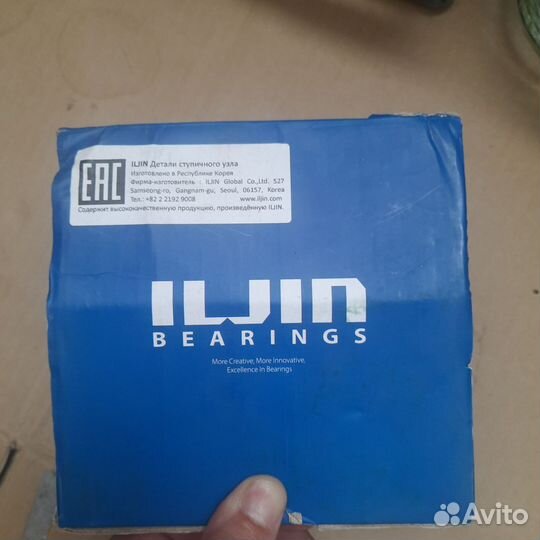 EAC
ILJIN Детали ступичного узла
Изготовлено в Республике Корея
Фирма-изготовитель : ILJIN Global Co.,Ltd. 527
Samseong-ro, Gangnam-gu, Seoul, 06157, Korea
Тел.: +82 2 2192 9008 www.iljin.com
Содержит высококачественную продукцию, произведённую ILJIN.
ILJIN
BEARINGS
More Creative, More Innovative,
Excellence In Bearings
Avito